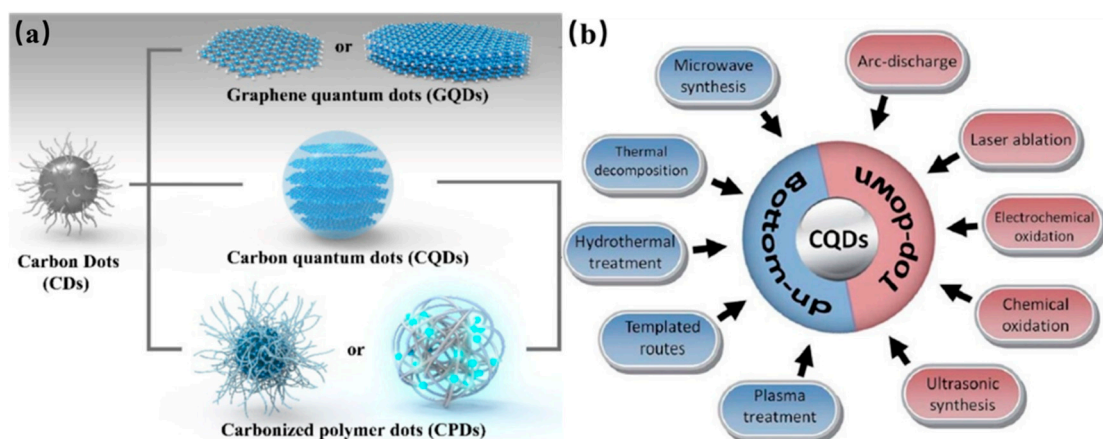 (a)
or
Graphene quantum dots (GQDs)
Carbon Dots
(CDs)
Carbon quantum dots (CQDs)
or
Carbonized polymer dots (CPDs)
(b)
Microwave
synthesis
Arc-discharge
Thermal
decomposition
Laser ablation
Hydrothermal
treatment
Electrochemical
oxidation
Templated
routes
Chemical
oxidation
Plasma
treatment
Ultrasonic
synthesis
Bottom-up
Top-down
CQDs